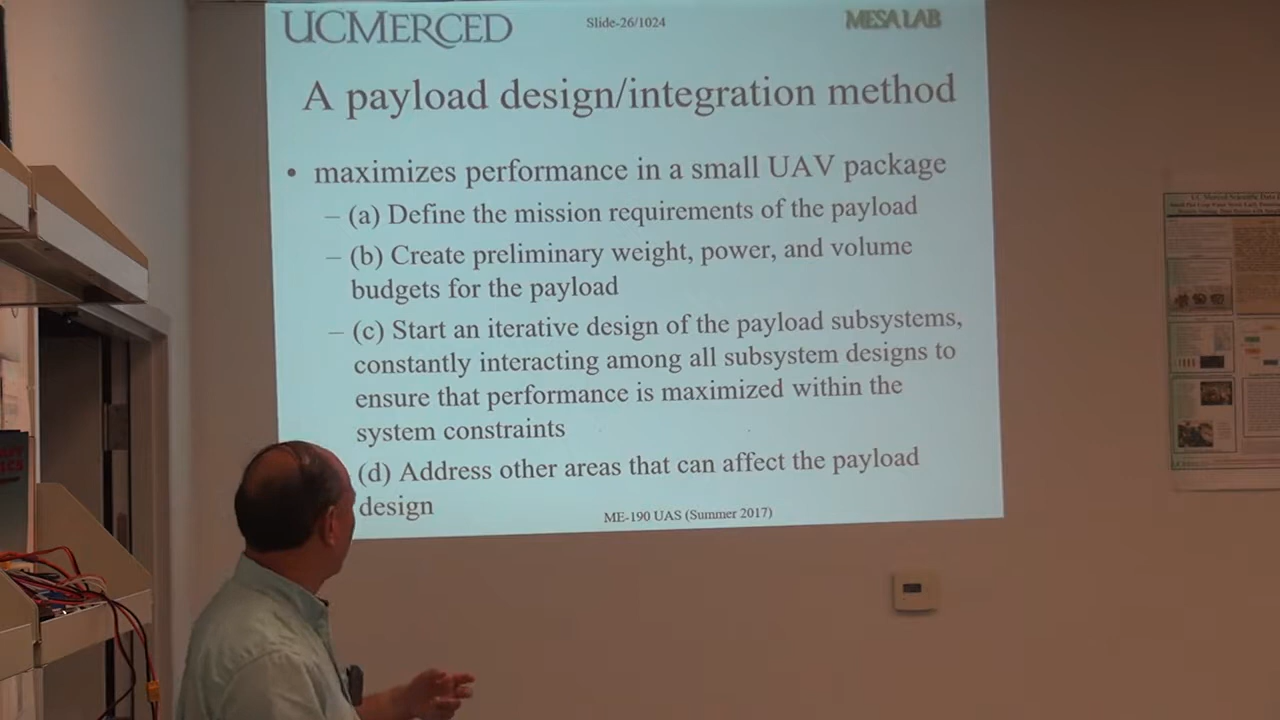 UCMERCED
Slide-26/1024
MESA LAB
A payload design/integration method
• maximizes performance in a small UAV package
– (a) Define the mission requirements of the payload
– (b) Create preliminary weight, power, and volume
budgets for the payload
– (c) Start an iterative design of the payload subsystems,
constantly interacting among all subsystem designs to
ensure that performance is maximized within the
system constraints
(d) Address other areas that can affect the payload
design
ME-190 UAS (Summer 2017)